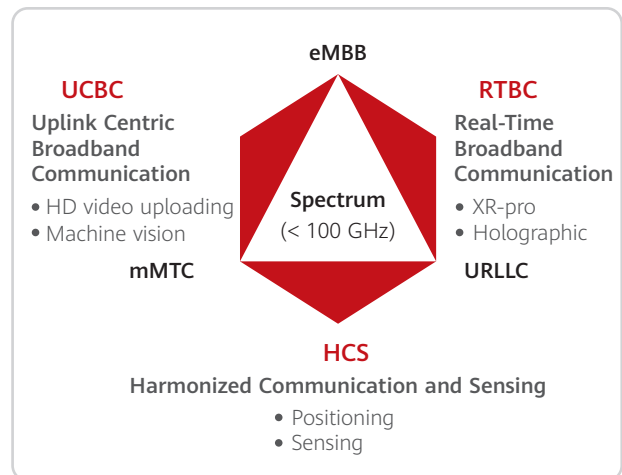 eMBB
UCBC
Uplink Centric
Broadband
Communication
• HD video uploading
• Machine vision
mMTC
RTBC
Real-Time
Broadband
Communication
• XR-pro
• Holographic
URLLC
Spectrum
(< 100 GHz)
HCS
Harmonized Communication and Sensing
• Positioning
• Sensing